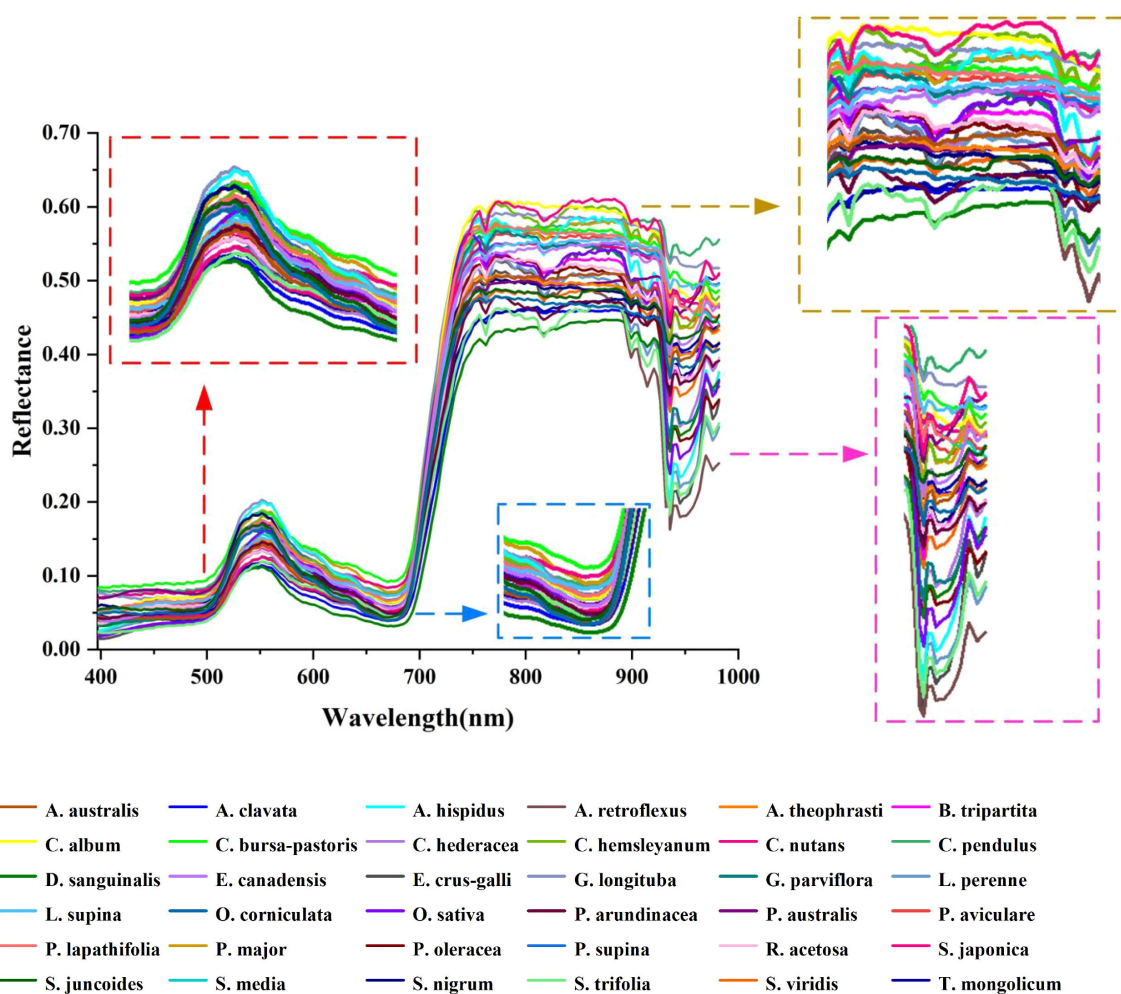 0.70
0.60
0.50
0.40
0.30
0.20
0.10
0.00
Reflectance
400 500 600 700 800 900 1000
Wavelength(nm)
A. australis A. clavata A. hispidus A. retroflexus A. theophrasti B. tripartita
C. album C. bursa-pastoris C. hederacea C. hemsleyanum C. nutans C. pendulus
D. sanguinalis E. canadensis E. crus-galli G. longituba G. parviflora L. perenne
L. supina O. corniculata O. sativa P. arundinacea P. australis P. aviculare
P. lapathifolia P. major P. oleracea P. supina R. acetosa S. japonica
S. juncoides S. media S. nigrum S. trifolia S. viridis T. mongolicum